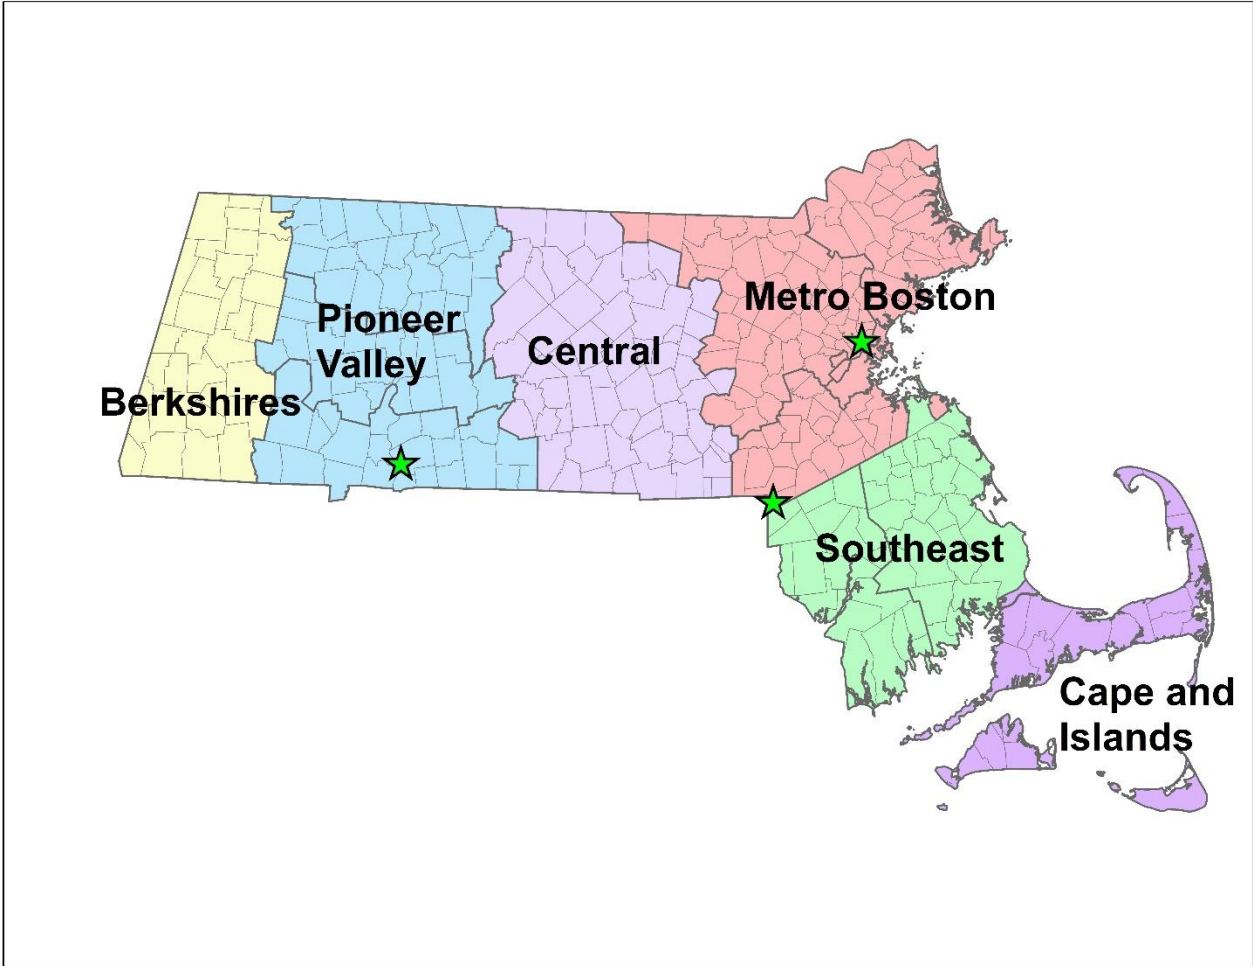 Metro Boston
Pioneer
Valley
Central
Berkshires
Southeast
Cape and
Islands